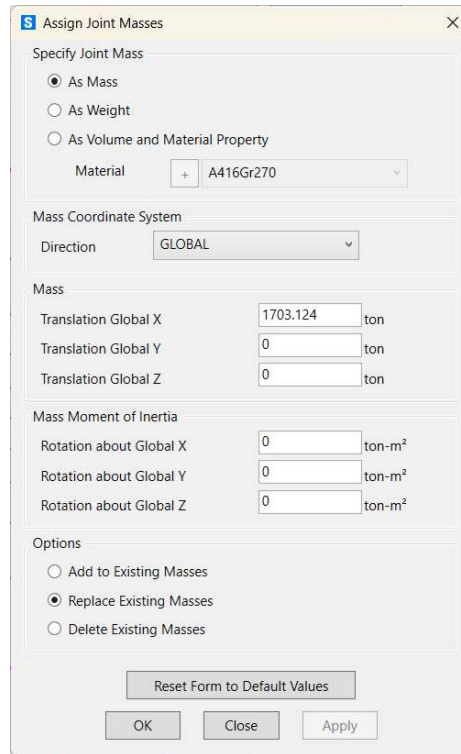 S Assign Joint Masses
Specify Joint Mass
As Mass
As Weight
As Volume and Material Property
Material + A416Gr270
Mass Coordinate System
Direction GLOBAL
Mass
Translation Global X 1703.124 ton
Translation Global Y 0 ton
Translation Global Z 0 ton
Mass Moment of Inertia
Rotation about Global X 0 ton-m²
Rotation about Global Y 0 ton-m²
Rotation about Global Z 0 ton-m²
Options
Add to Existing Masses
Replace Existing Masses
Delete Existing Masses
Reset Form to Default Values
OK Close Apply